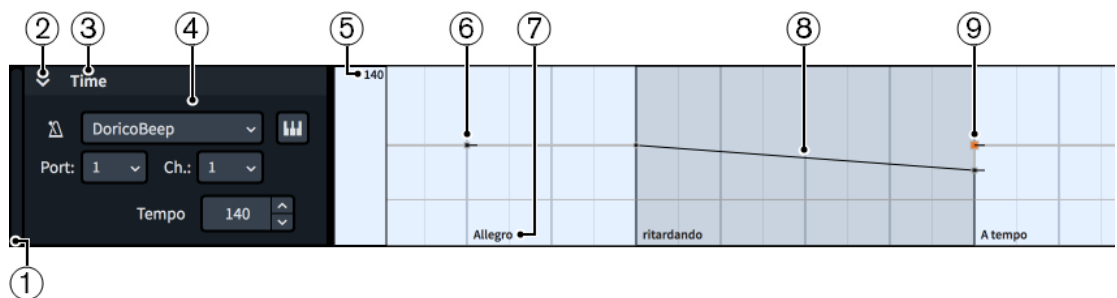 ② ③ ④ ⑤ ⑥ ⑦ ⑧ ⑨
Time
140
DoricoBeep
Port: 1 Ch.: 1
Tempo 140
Allegro ritardando A tempo
①